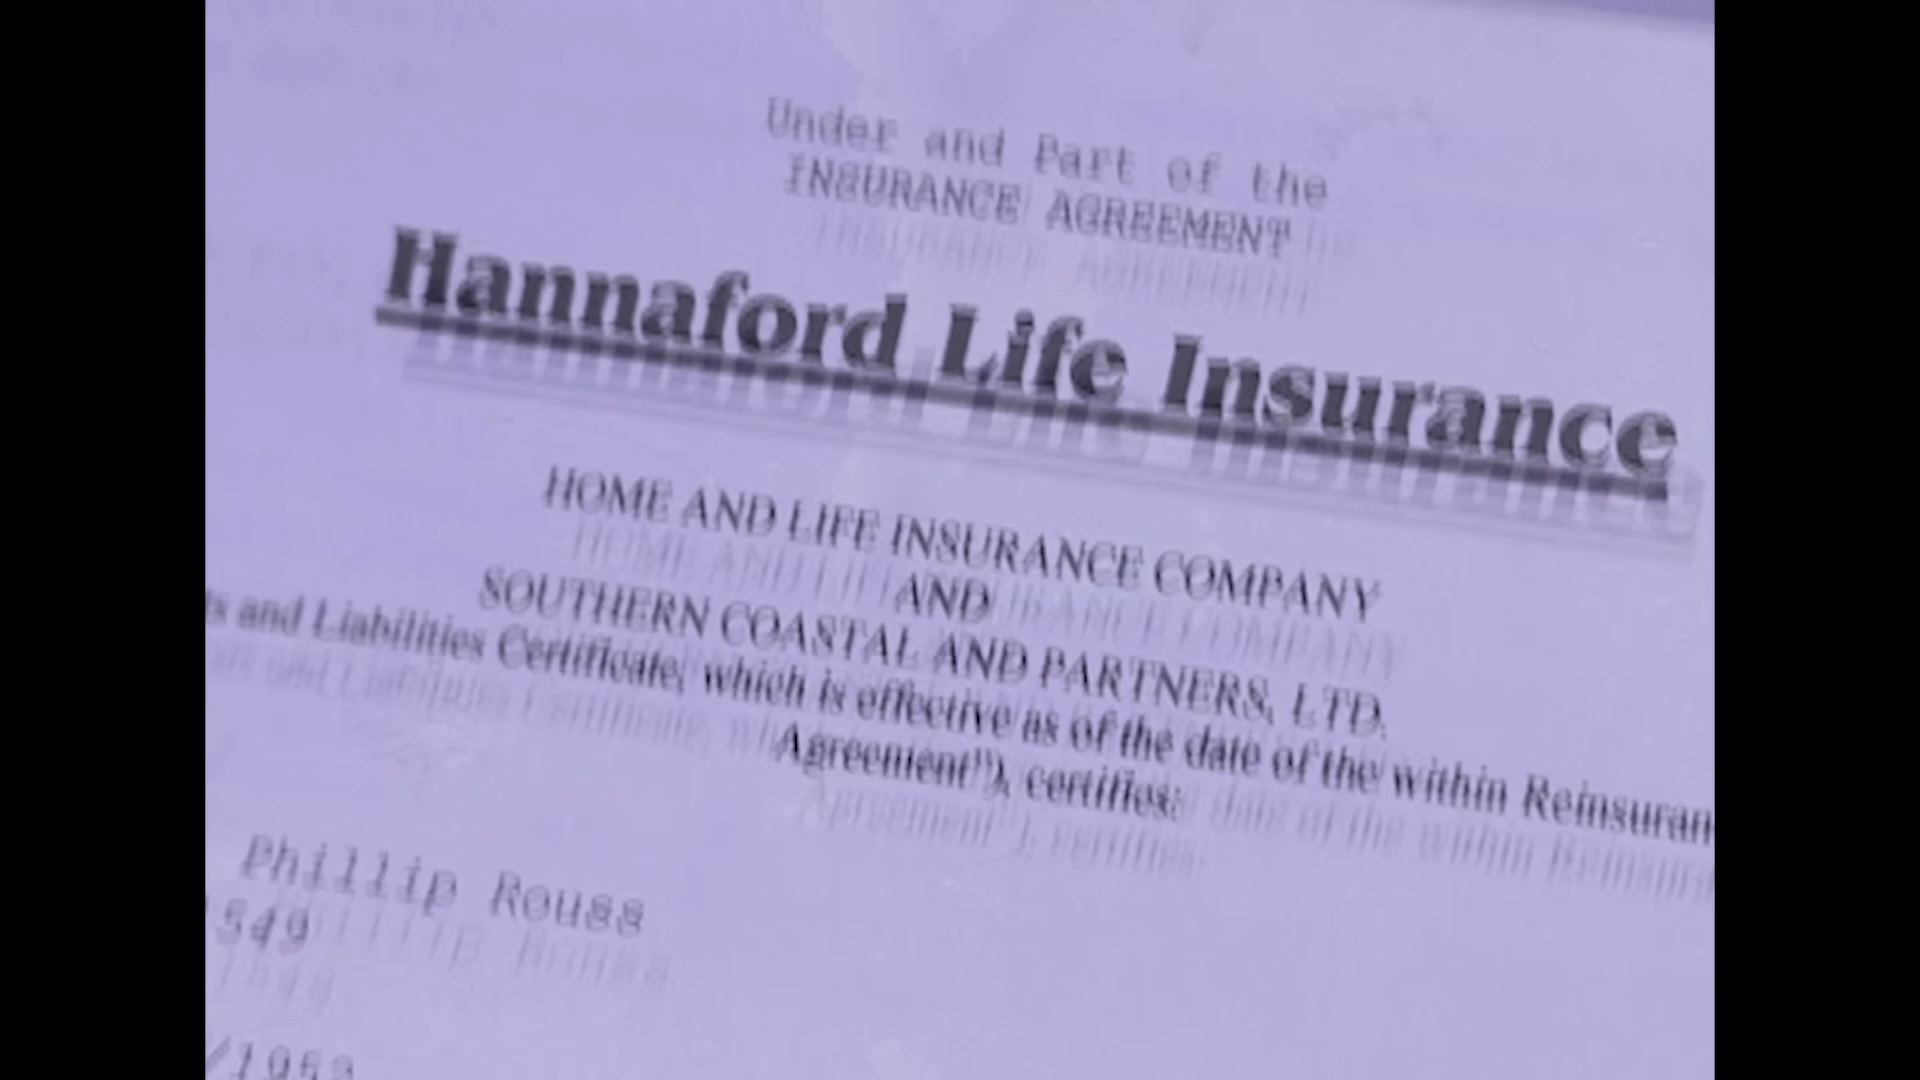 Under and Part of the
INSURANCE AGREEMENT
Hannaford Life Insurance
HOME AND LIFE INSURANCE COMPANY
AND
SOUTHERN COASTAL AND PARTNERS, LTD.
s and Liabilities Certificate, which is effective as of the date of the within Reinsuran
Agreement"), certifies:
Phillip Rouss
549
/1953